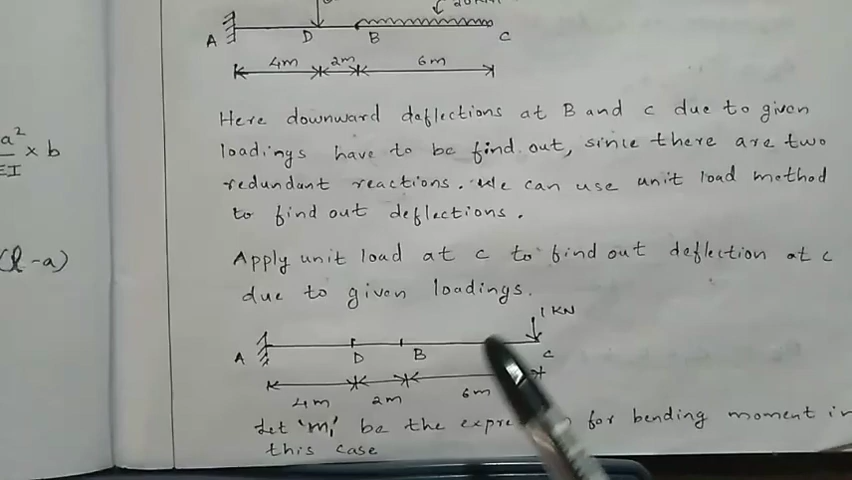 A D B C
4m 2m 6m
a²
EI × b
(l-a)
Here downward deflections at B and c due to given
loadings have to be find out, since there are two
redundant reactions. We can use unit load method
to find out deflections.
Apply unit load at c to find out deflection at c
due to given loadings.
1 KN
A D B C
4m 2m 6m
Let 'm₁' be the for bending moment in
this case